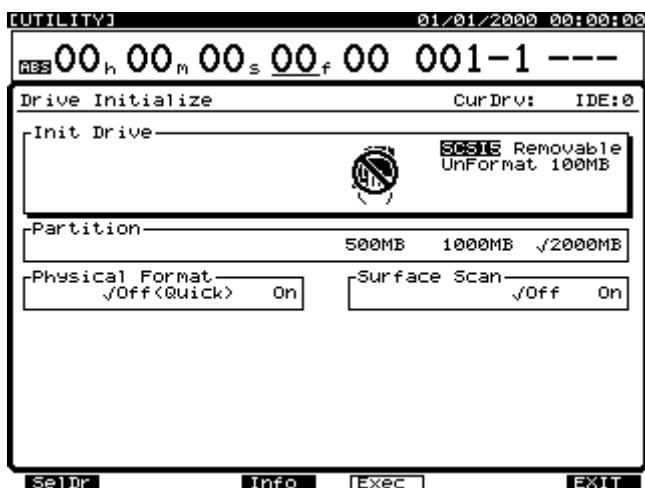 [UTILITY] 01/01/2000 00:00:00
ABS 00h 00m 00s 00f 00 001-1 ---
Drive Initialize CurDrv: IDE:0
Init Drive
SCSI5 Removable
UnFormat 100MB
Partition
500MB 1000MB √2000MB
Physical Format Surface Scan
√Off(Quick) On √Off On
SelDr Info Exec EXIT